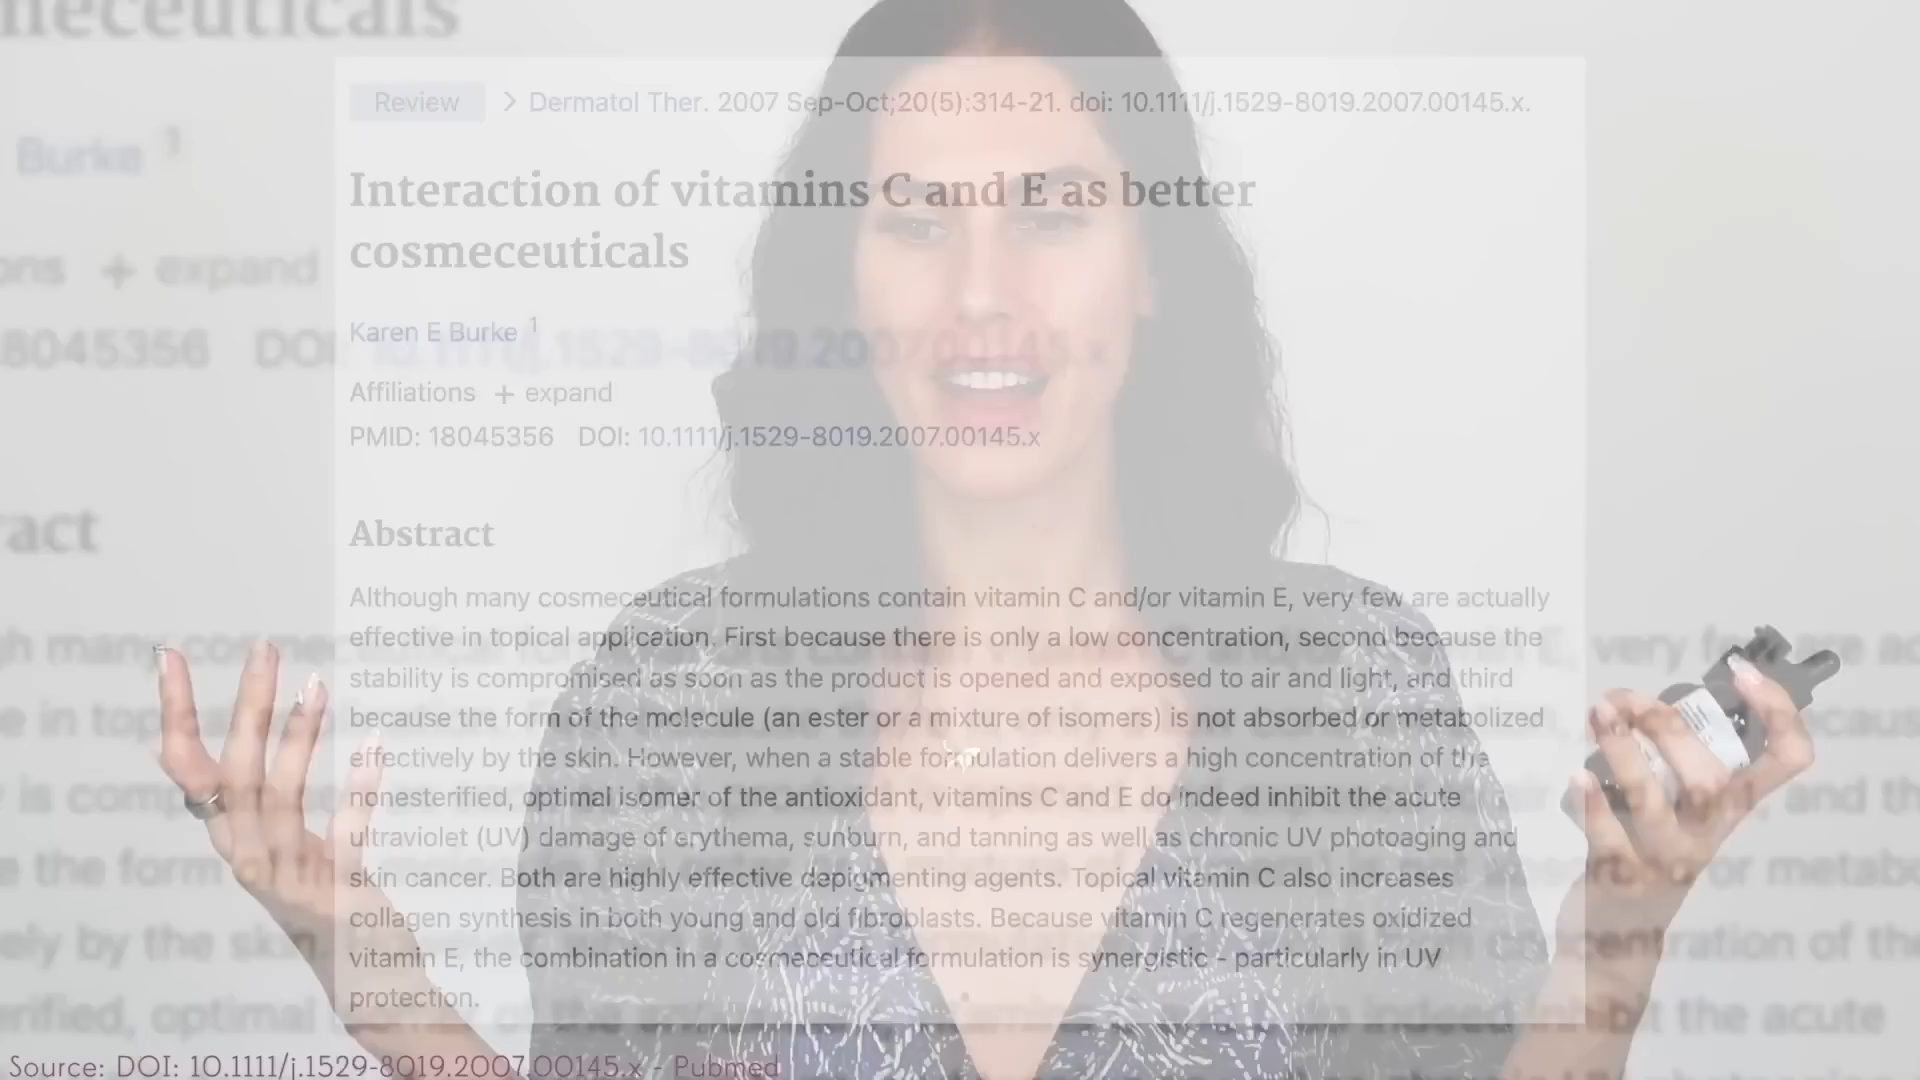 Review > Dermatol Ther. 2007 Sep-Oct;20(5):314-21. doi: 10.1111/j.1529-8019.2007.00145.x.
Interaction of vitamins C and E as better
cosmeceuticals
Karen E Burke 1
Affiliations + expand
PMID: 18045356 DOI: 10.1111/j.1529-8019.2007.00145.x
Abstract
Although many cosmeceutical formulations contain vitamin C and/or vitamin E, very few are actually
effective in topical application. First because there is only a low concentration, second because the
stability is compromised as soon as the product is opened and exposed to air and light, and third
because the form of the molecule (an ester or a mixture of isomers) is not absorbed or metabolized
effectively by the skin. However, when a stable formulation delivers a high concentration of the
nonesterified, optimal isomer of the antioxidant, vitamins C and E do indeed inhibit the acute
ultraviolet (UV) damage of erythema, sunburn, and tanning as well as chronic UV photoaging and
skin cancer. Both are highly effective depigmenting agents. Topical vitamin C also increases
collagen synthesis in both young and old fibroblasts. Because vitamin C regenerates oxidized
vitamin E, the combination in a cosmeceutical formulation is synergistic - particularly in UV
protection.
Source: DOI: 10.1111/j.1529-8019.2007.00145.x - Pubmed